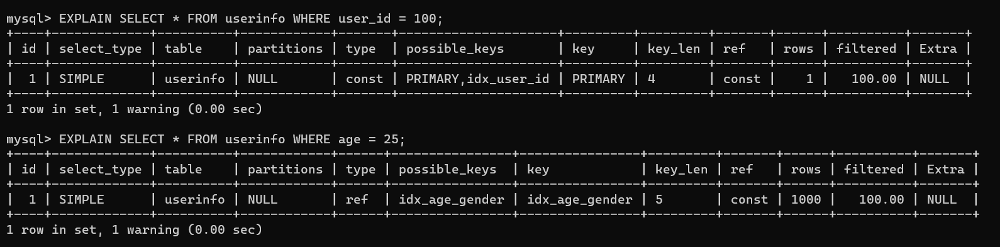 mysql> EXPLAIN SELECT * FROM userinfo WHERE user_id = 100;
+----+-------------+----------+------------+-------+---------------------+---------+---------+-------+------+----------+-------+
| id | select_type | table    | partitions | type  | possible_keys       | key     | key_len | ref   | rows | filtered | Extra |
+----+-------------+----------+------------+-------+---------------------+---------+---------+-------+------+----------+-------+
|  1 | SIMPLE      | userinfo | NULL       | const | PRIMARY,idx_user_id | PRIMARY | 4       | const |    1 |   100.00 | NULL  |
+----+-------------+----------+------------+-------+---------------------+---------+---------+-------+------+----------+-------+
1 row in set, 1 warning (0.00 sec)
mysql> EXPLAIN SELECT * FROM userinfo WHERE age = 25;
+----+-------------+----------+------------+------+----------------+----------------+---------+-------+------+----------+-------+
| id | select_type | table    | partitions | type | possible_keys  | key            | key_len | ref   | rows | filtered | Extra |
+----+-------------+----------+------------+------+----------------+----------------+---------+-------+------+----------+-------+
|  1 | SIMPLE      | userinfo | NULL       | ref  | idx_age_gender | idx_age_gender | 5       | const | 1000 |   100.00 | NULL  |
+----+-------------+----------+------------+------+----------------+----------------+---------+-------+------+----------+-------+
1 row in set, 1 warning (0.00 sec)